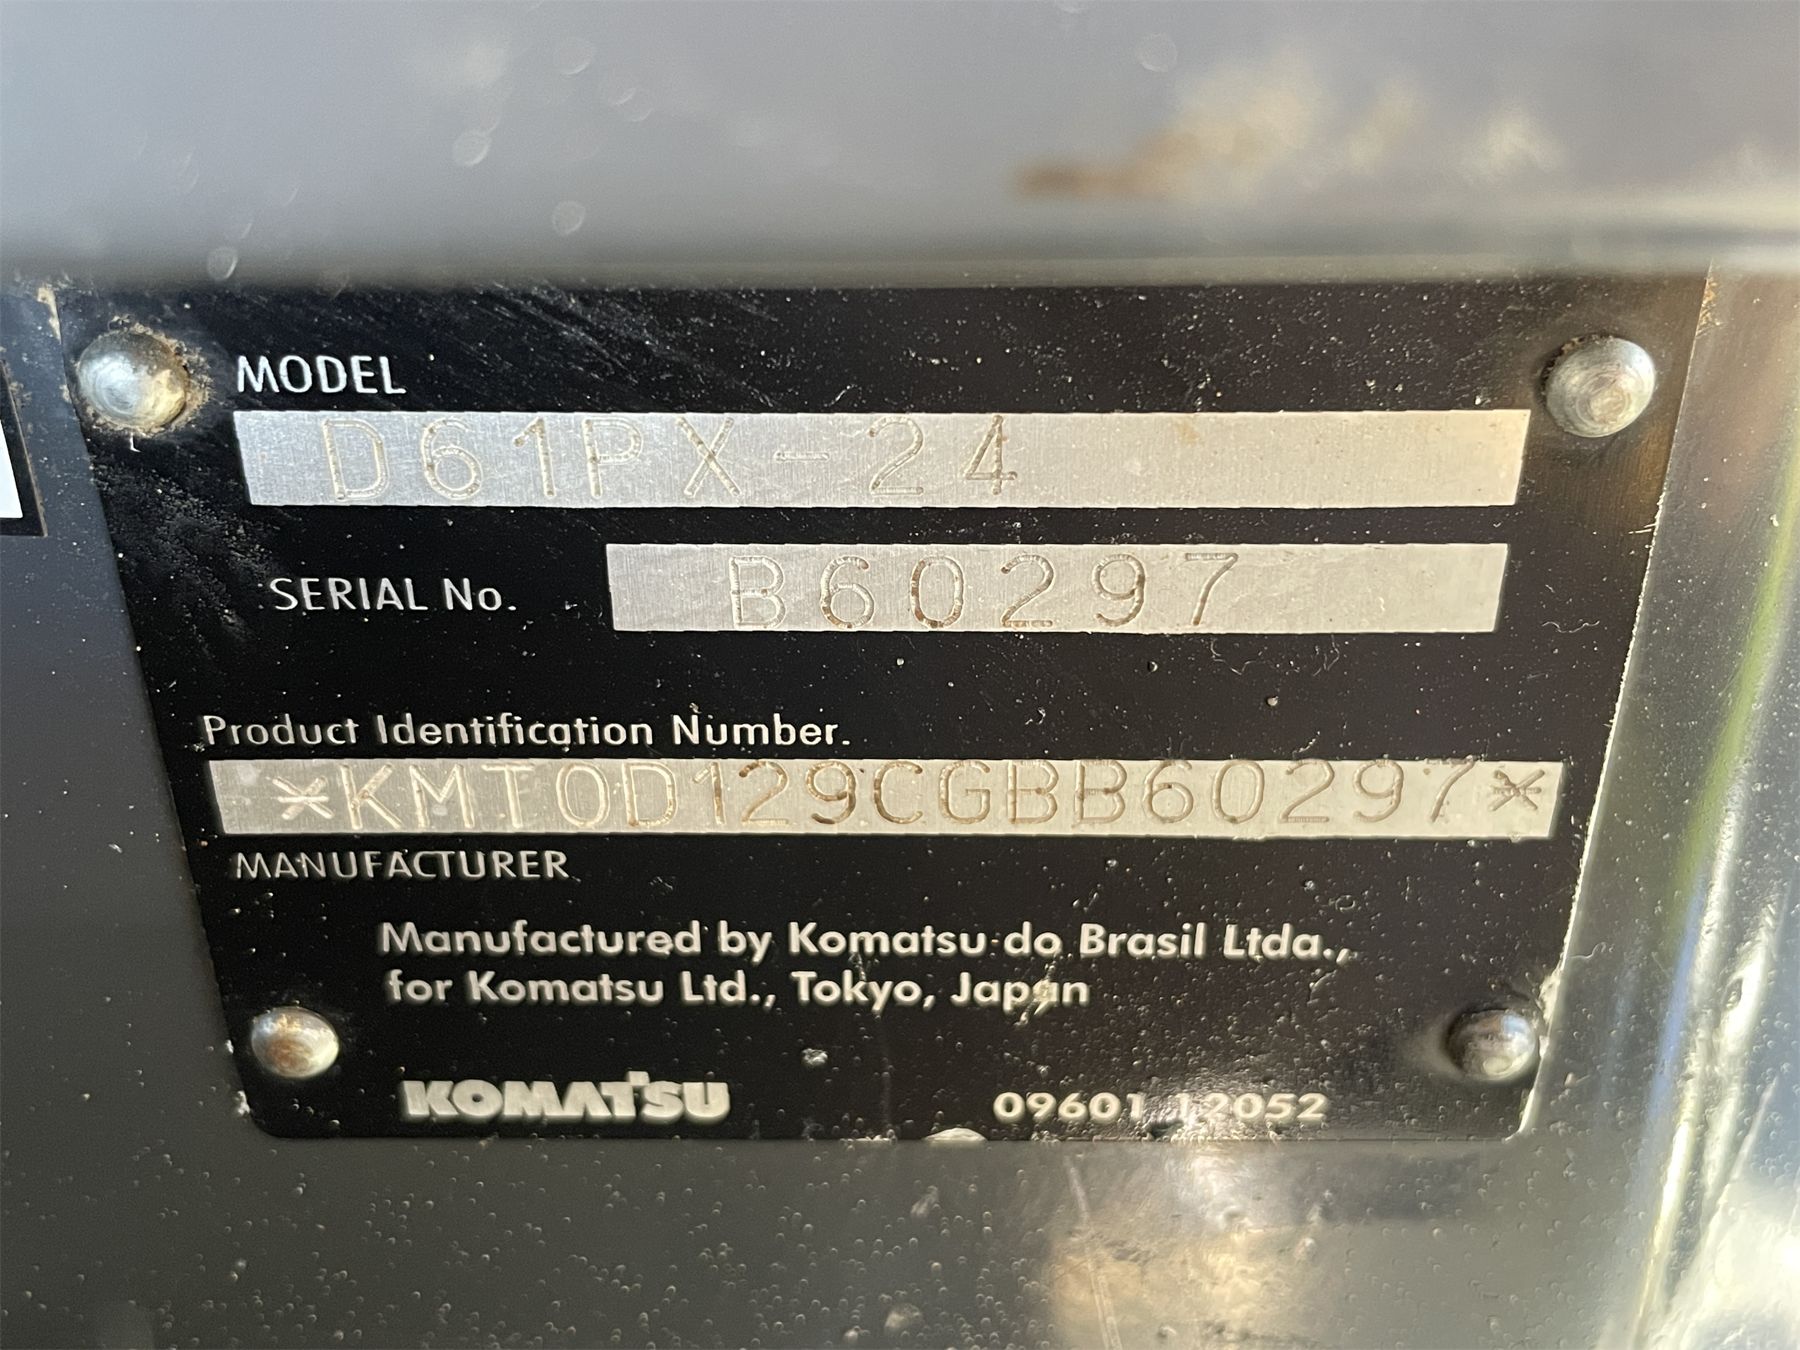 MODEL
D61PX-24
SERIAL No.
B60297
Product Identification Number.
*KMT0D129CGBB60297*
MANUFACTURER
Manufactured by Komatsu do Brasil Ltda.,
for Komatsu Ltd., Tokyo, Japan
KOMATSU
09601 12052